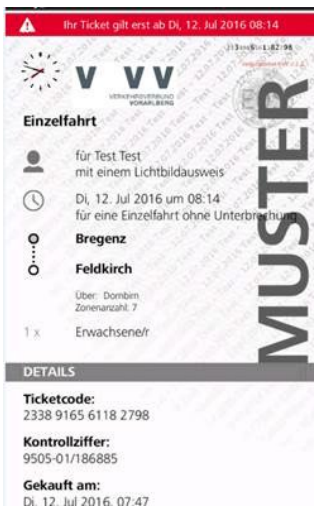 Ihr Ticket gilt erst ab Di, 12. Jul 2016 08:14
V VV
VERKEHRSVERBUND
VORARLBERG
Einzelfahrt
für Test Test
mit einem Lichtbildausweis
Di, 12. Jul 2016 um 08:14
für eine Einzelfahrt ohne Unterbrechung
Bregenz
Feldkirch
Über: Dornbirn
Zonenanzahl: 7
1 x Erwachsene/r
MUSTER
DETAILS
Ticketcode:
2338 9165 6118 2798
Kontrollziffer:
9505-01/186885
Gekauft am:
Di, 12. Jul 2016, 07:47